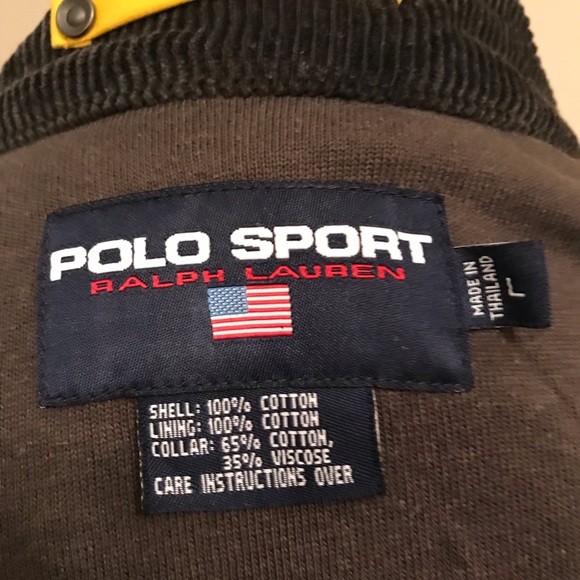 POLO SPORT
RALPH LAUREN
MADE IN
THAILAND
L
SHELL: 100% COTTON
LINING: 100% COTTON
COLLAR: 65% COTTON,
35% VISCOSE
CARE INSTRUCTIONS OVER